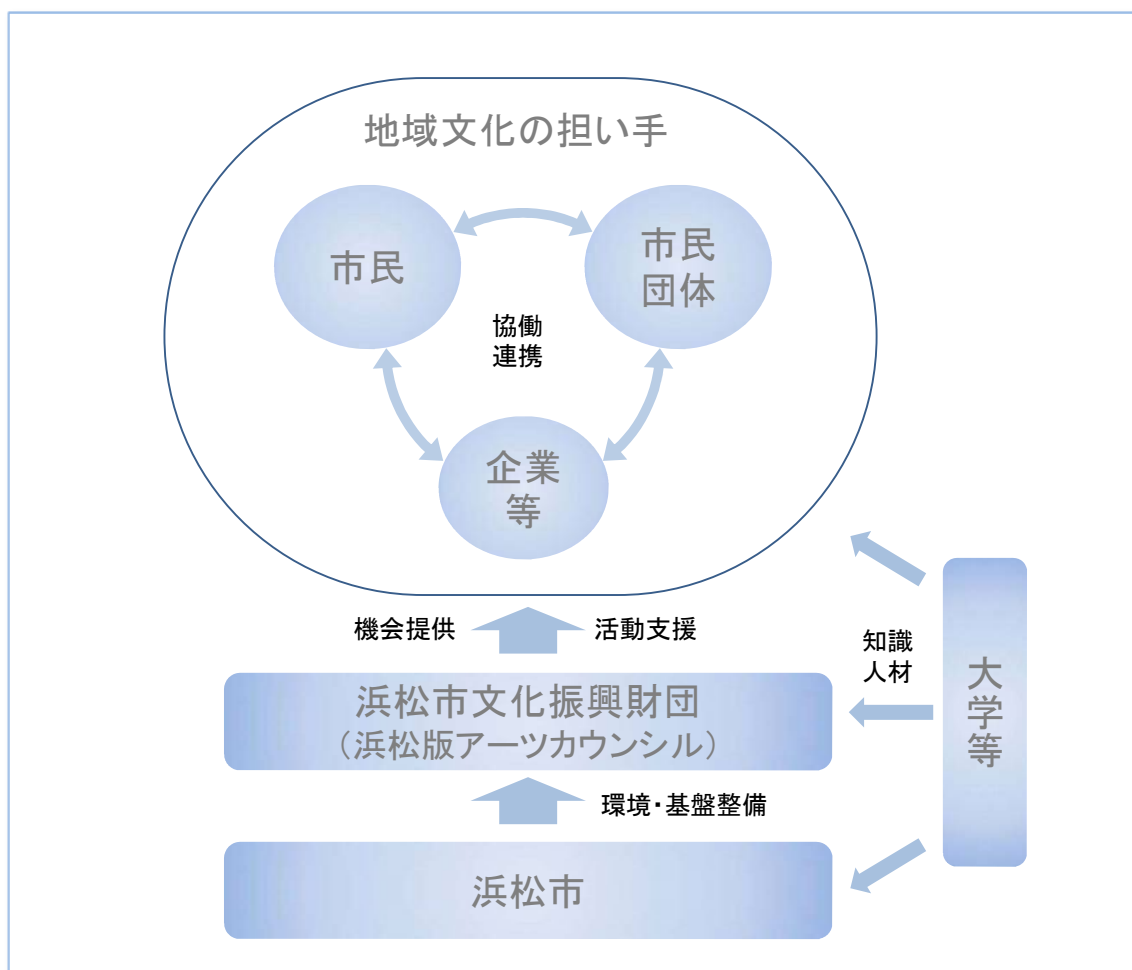 地域文化の担い手
市民
市民
団体
協働
連携
企業
等
機会提供
活動支援
知識
人材
大学等
浜松市文化振興財団
（浜松版アーツカウンシル）
環境・基盤整備
浜松市